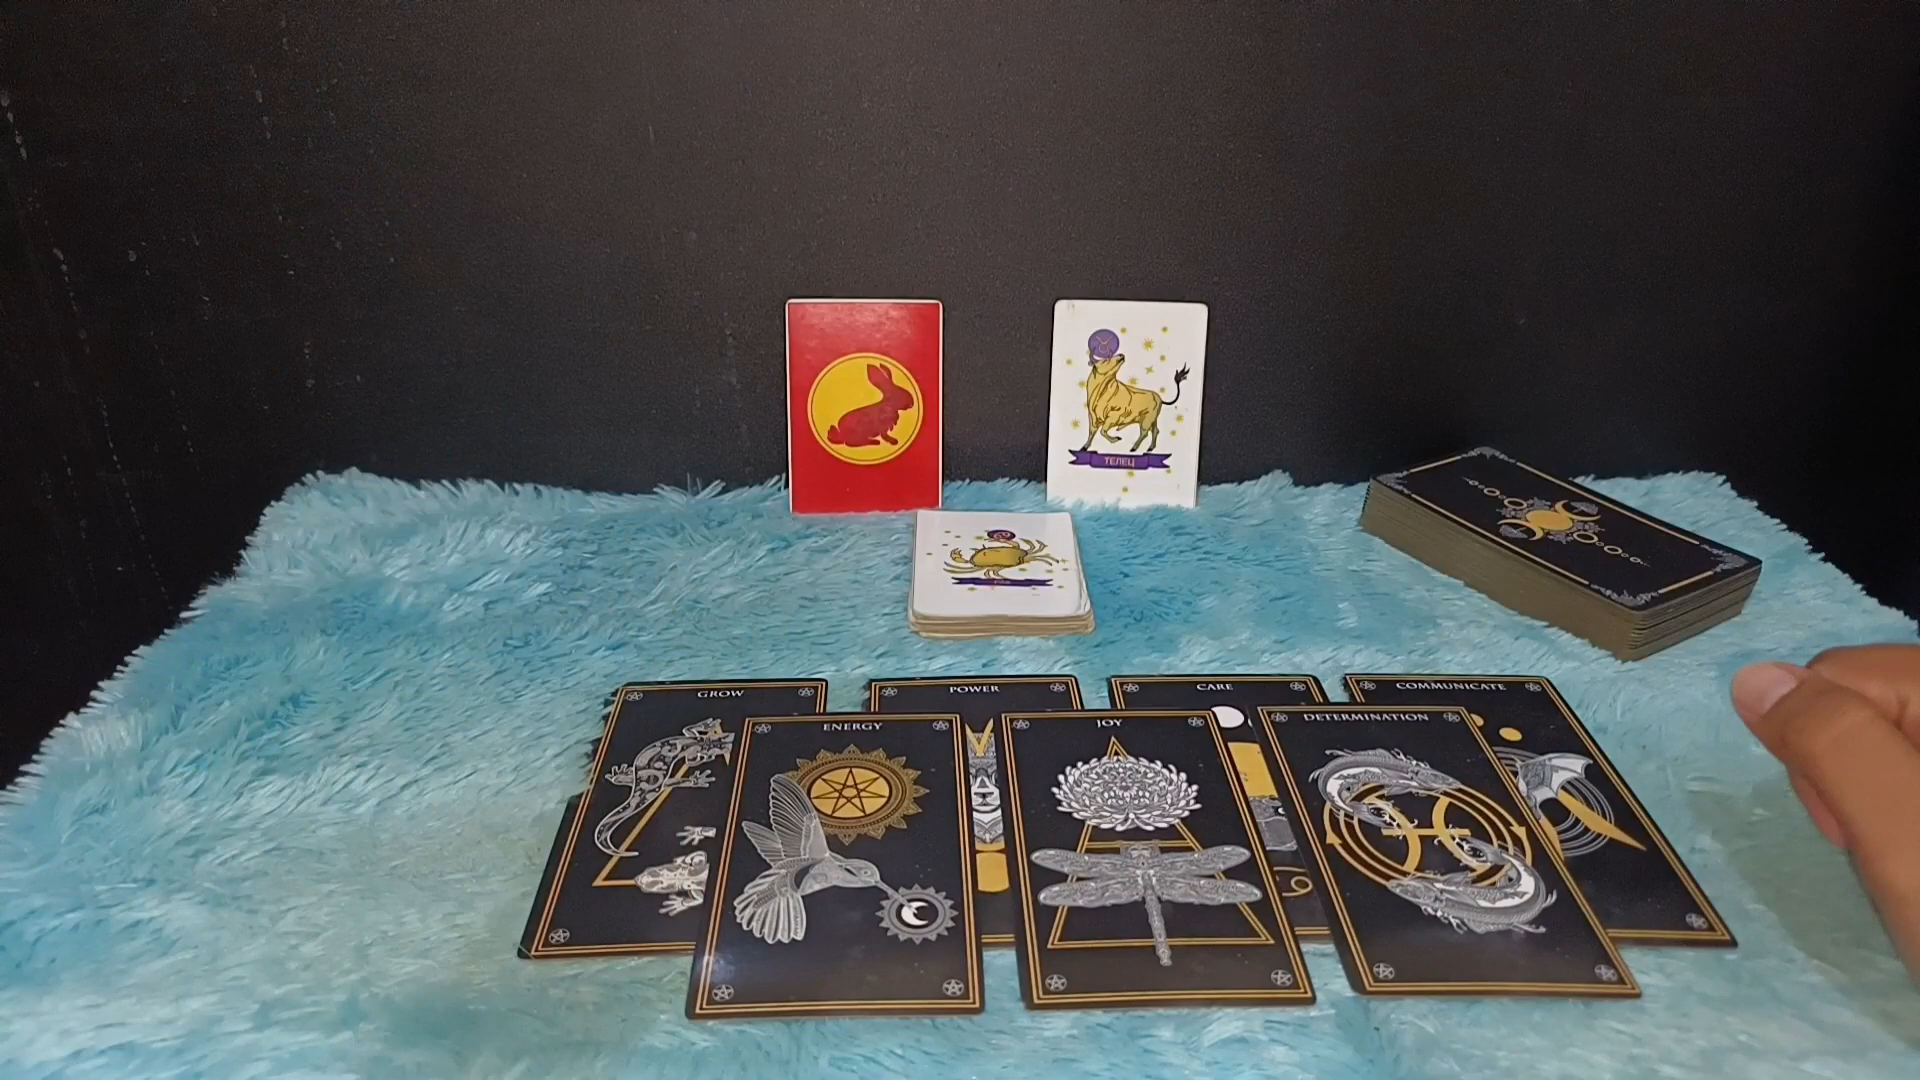 ТЕЛЕЦ
GROW
POWER
CARE
COMMUNICATE
ENERGY
JOY
DETERMINATION